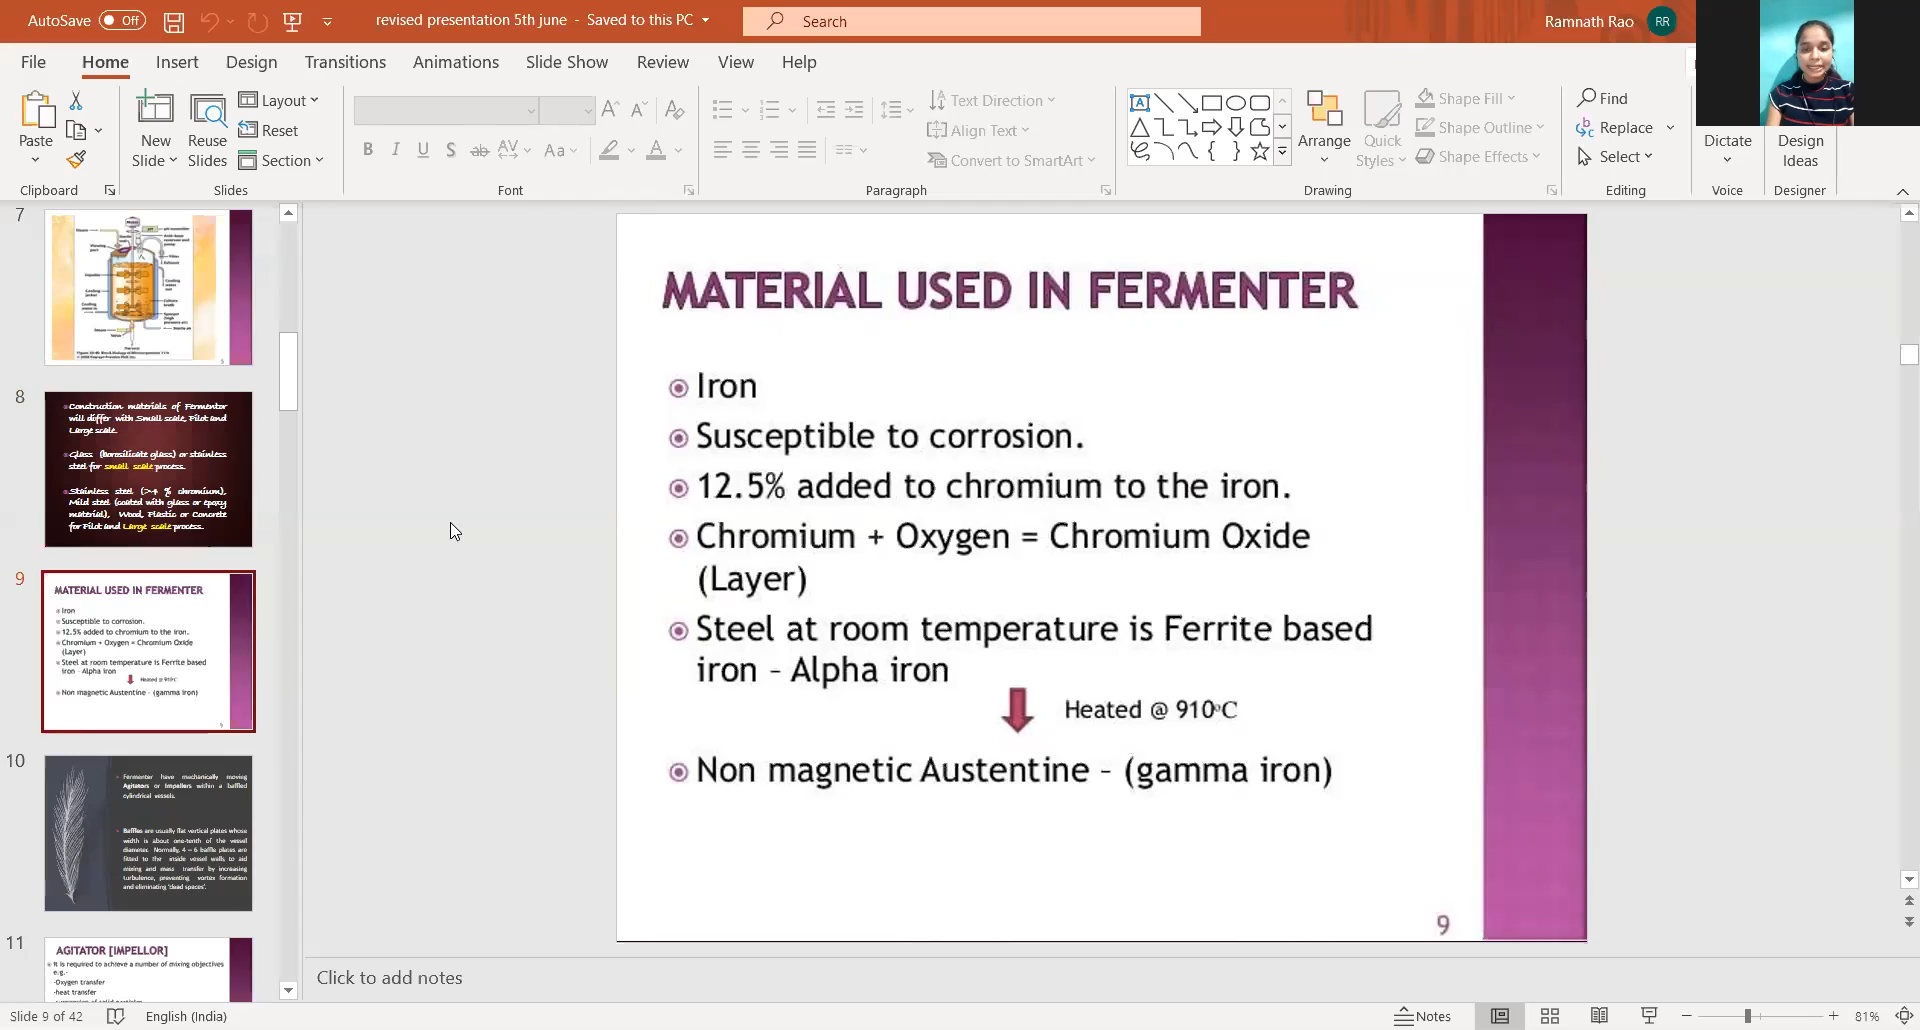 AutoSave Off revised presentation 5th june - Saved to this PC Search Ramnath Rao RR
File Home Insert Design Transitions Animations Slide Show Review View Help
Paste
Clipboard
New Slide
Reuse Slides
Layout
Reset
Section
Slides
B I U S ab AV Aa A
Font
Text Direction
Align Text
Convert to SmartArt
Paragraph
Arrange
Quick Styles
Shape Fill
Shape Outline
Shape Effects
Drawing
Find
Replace
Select
Editing
Dictate
Voice
Design Ideas
Designer
7
8
Construction materials of Fermentor
will differ with Small scale, Pilot and
Large scale.
Glass (borosilicate glass) or stainless
steel for small scale process.
Stainless steel (>4 % chromium),
Mild steel (coated with glass or epoxy
material), Wood, Plastic or Concrete
for Pilot and Large scale process.
9
MATERIAL USED IN FERMENTER
Iron
Susceptible to corrosion.
12.5% added to chromium to the iron.
Chromium + Oxygen = Chromium Oxide
(Layer)
Steel at room temperature is Ferrite based
iron - Alpha iron
Heated @ 910°C
Non magnetic Austentine - (gamma iron)
9
10
Fermenter have mechanically moving
Agitators or Impellers within a baffled
cylindrical vessels.
Baffles are usually flat vertical plates whose
width is about one-tenth of the vessel
diameter. Normally, 4 - 6 baffle plates are
fitted to the inside vessel walls to aid
mixing and mass transfer by increasing
turbulence, preventing vortex formation
and eliminating 'dead spaces'.
11
AGITATOR [IMPELLOR]
It is required to achieve a number of mixing objectives
e.g.-
-Oxygen transfer
-heat transfer
MATERIAL USED IN FERMENTER
Iron
Susceptible to corrosion.
12.5% added to chromium to the iron.
Chromium + Oxygen = Chromium Oxide
(Layer)
Steel at room temperature is Ferrite based
iron - Alpha iron
Heated @ 910°C
Non magnetic Austentine - (gamma iron)
9
Click to add notes
Slide 9 of 42 English (India) Notes 81%